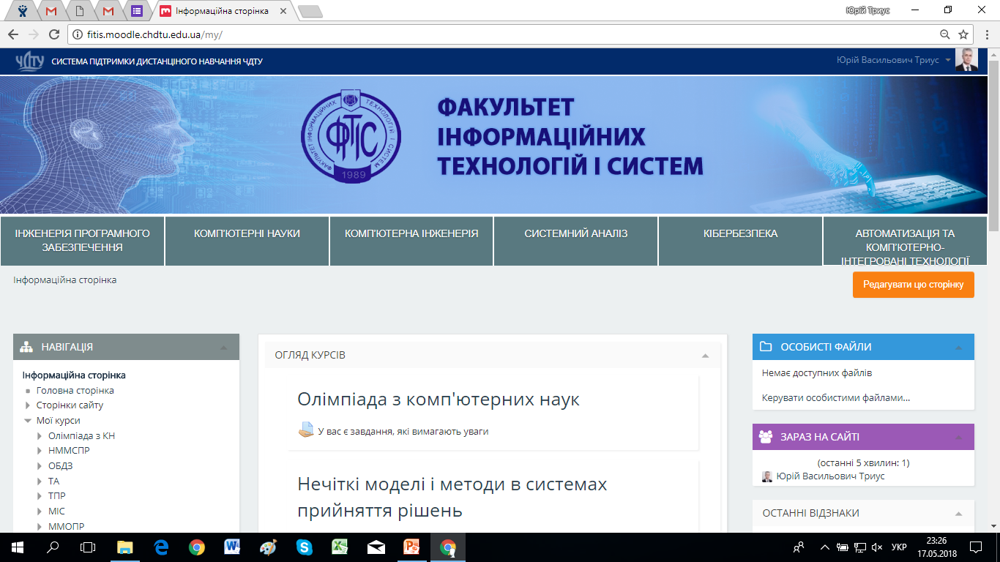 Інформаційна сторінка
Юрій Триус
fitis.moodle.chdtu.edu.ua/my/
ЧДТУ
СИСТЕМА ПІДТРИМКИ ДИСТАНЦІНОГО НАВЧАННЯ ЧДТУ
Юрій Васильович Триус
ФАКУЛЬТЕТ ІНФОРМАЦІЙНИХ ТЕХНОЛОГІЙ І СИСТЕМ
ФІТІС
1989
ФАКУЛЬТЕТ
ІНФОРМАЦІЙНИХ
ТЕХНОЛОГІЙ І СИСТЕМ
ІНЖЕНЕРІЯ ПРОГРАМНОГО
ЗАБЕЗПЕЧЕННЯ
КОМП'ЮТЕРНІ НАУКИ
КОМП'ЮТЕРНА ІНЖЕНЕРІЯ
СИСТЕМНИЙ АНАЛІЗ
КІБЕРБЕЗПЕКА
АВТОМАТИЗАЦІЯ ТА
КОМП'ЮТЕРНО-
ІНТЕГРОВАНІ ТЕХНОЛОГІЇ
Інформаційна сторінка
Редагувати цю сторінку
НАВІГАЦІЯ
Інформаційна сторінка
Головна сторінка
Сторінки сайту
Мої курси
Олімпіада з КН
НММСПР
ОБДЗ
ТА
ТПР
МІС
ММОПР
ОГЛЯД КУРСІВ
Олімпіада з комп'ютерних наук
У вас є завдання, які вимагають уваги
Нечіткі моделі і методи в системах
прийняття рішень
ОСОБИСТІ ФАЙЛИ
Немає доступних файлів
Керувати особистими файлами...
ЗАРАЗ НА САЙТІ
(останні 5 хвилин: 1)
Юрій Васильович Триус
ОСТАННІ ВІДЗНАКИ
УКР
23:26
17.05.2018